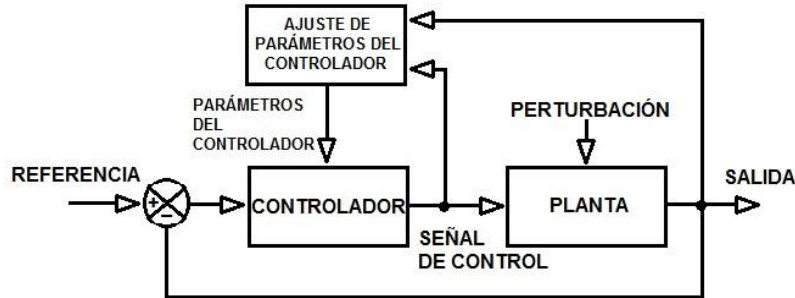 AJUSTE DE
PARÁMETROS DEL
CONTROLADOR
PARÁMETROS
DEL
CONTROLADOR
PERTURBACIÓN
REFERENCIA
+
−
CONTROLADOR
PLANTA
SALIDA
SEÑAL
DE CONTROL